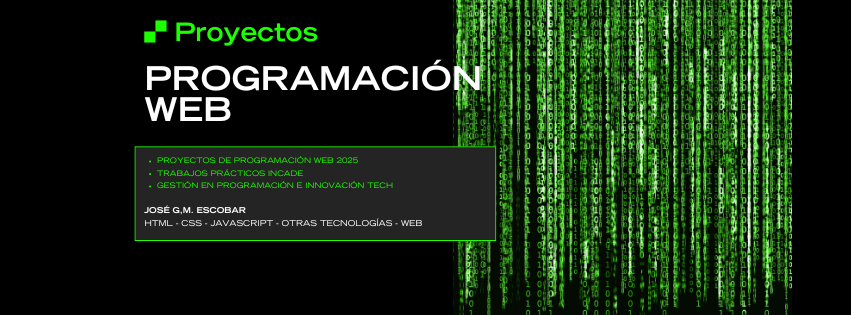 Proyectos
PROGRAMACIÓN
WEB
• PROYECTOS DE PROGRAMACIÓN WEB 2025
• TRABAJOS PRÁCTICOS INCADE
• GESTIÓN EN PROGRAMACIÓN E INNOVACIÓN TECH
JOSÉ G,M. ESCOBAR
HTML - CSS - JAVASCRIPT - OTRAS TECNOLOGÍAS - WEB